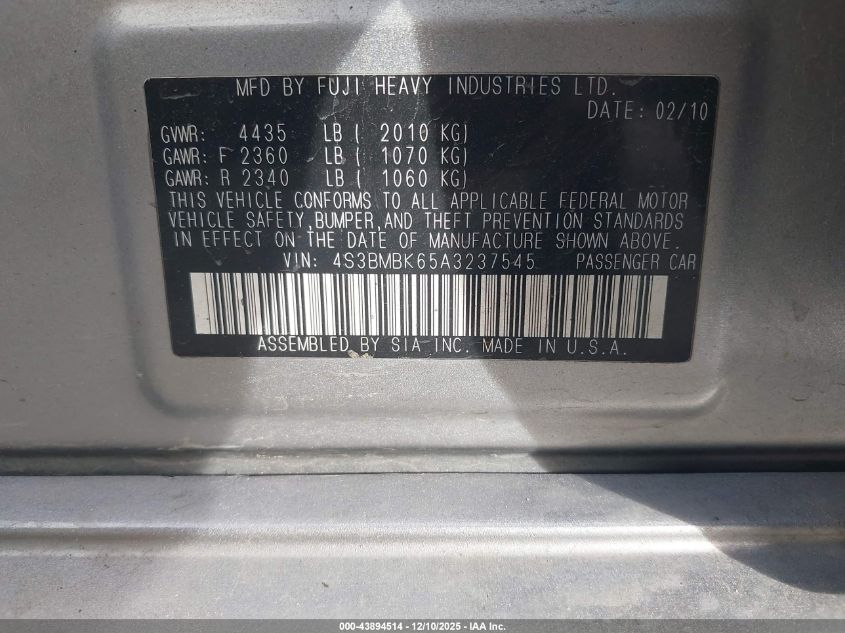 MFD BY FUJI HEAVY INDUSTRIES LTD.
DATE: 02/10
GVWR: 4435 LB ( 2010 KG)
GAWR: F 2360 LB ( 1070 KG)
GAWR: R 2340 LB ( 1060 KG)
THIS VEHICLE CONFORMS TO ALL APPLICABLE FEDERAL MOTOR
VEHICLE SAFETY,BUMPER,AND THEFT PREVENTION STANDARDS
IN EFFECT ON THE DATE OF MANUFACTURE SHOWN ABOVE.
VIN: 4S3BMBK65A3237545 PASSENGER CAR
ASSEMBLED BY SIA INC. MADE IN U.S.A.
000-43894514 - 12/10/2025 - IAA Inc.